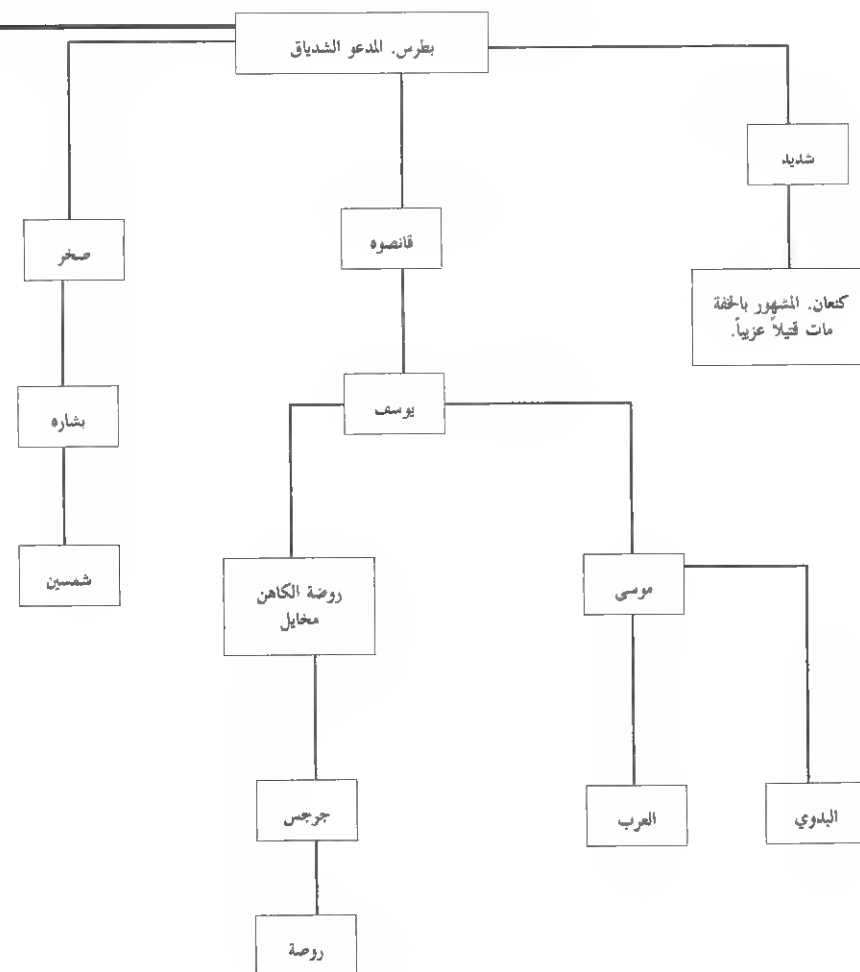 بطرس. المدعو الشدياق
شديد
قانصوه
صخر
كنعان. المشهور بالخفة
مات قتيلاً عزيباً.
يوسف
بشاره
شمسين
روضة الكاهن
مخايل
موسى
جرجس
العرب
البدوي
روضة